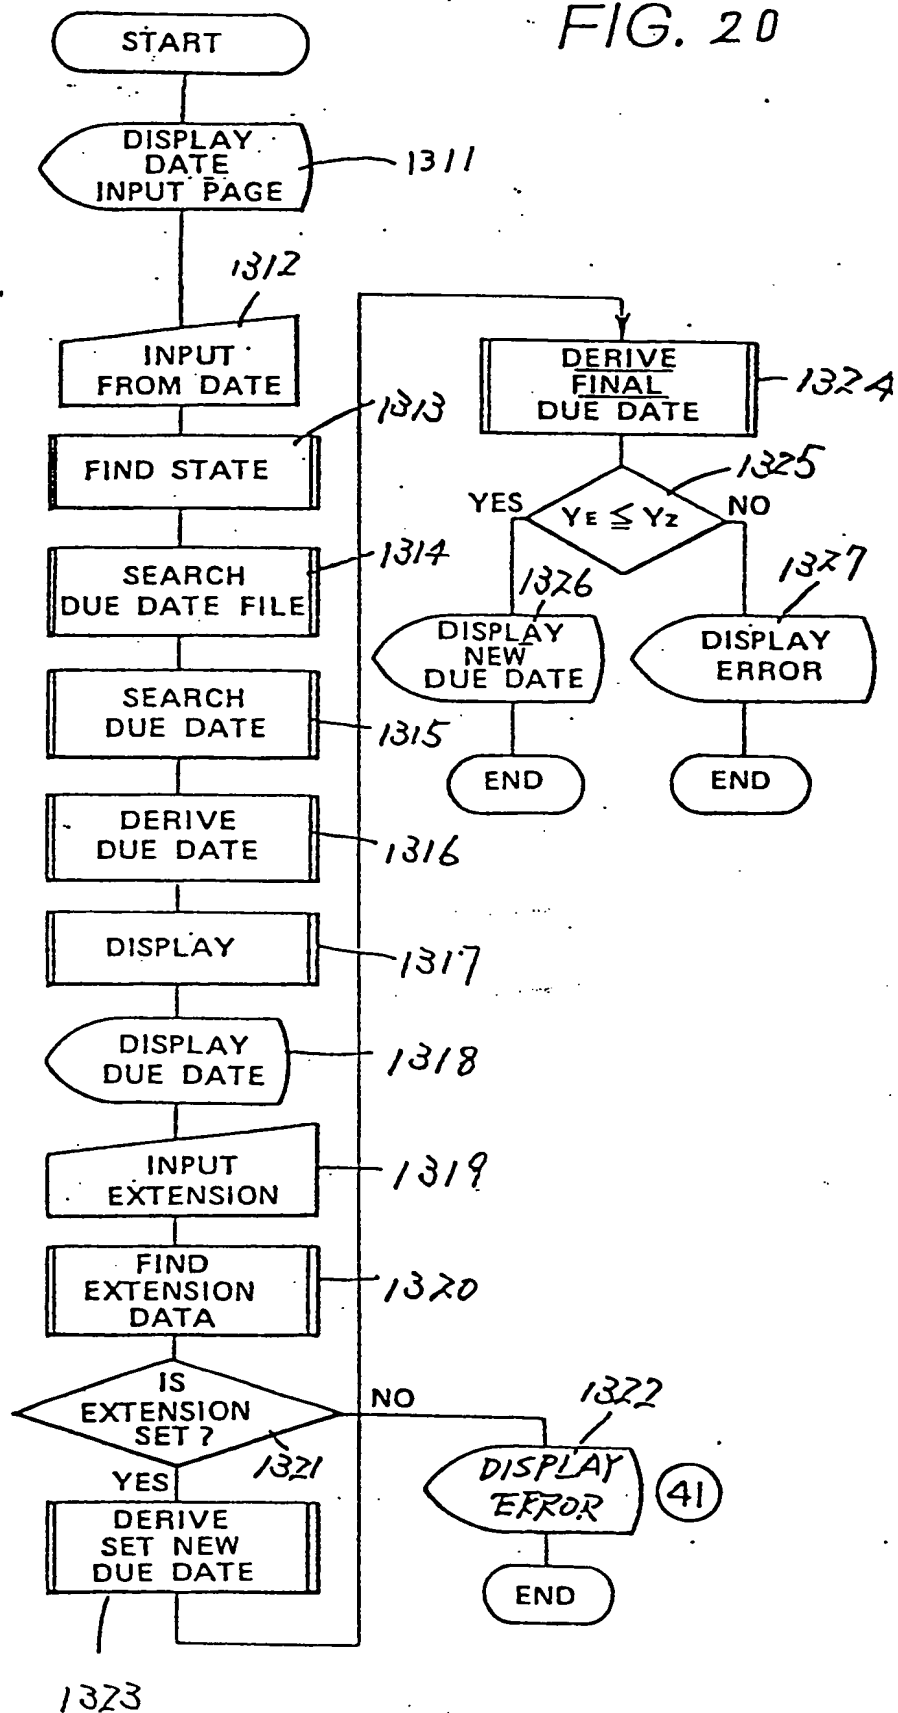 FIG. 20
START
DISPLAY
DATE
INPUT PAGE
1311
1312
INPUT
FROM DATE
1313
FIND STATE
1314
SEARCH
DUE DATE FILE
SEARCH
DUE DATE
1315
DERIVE
DUE DATE
1316
DISPLAY
1317
DISPLAY
DUE DATE
1318
INPUT
EXTENSION
1319
FIND
EXTENSION
DATA
1320
IS
EXTENSION
SET ?
1321
NO
YES
1322
DISPLAY
ERROR
41
END
DERIVE
SET NEW
DUE DATE
1323
DERIVE
FINAL
DUE DATE
1324
1325
YES
YE ≦ YZ
NO
1326
DISPLAY
NEW
DUE DATE
END
1327
DISPLAY
ERROR
END